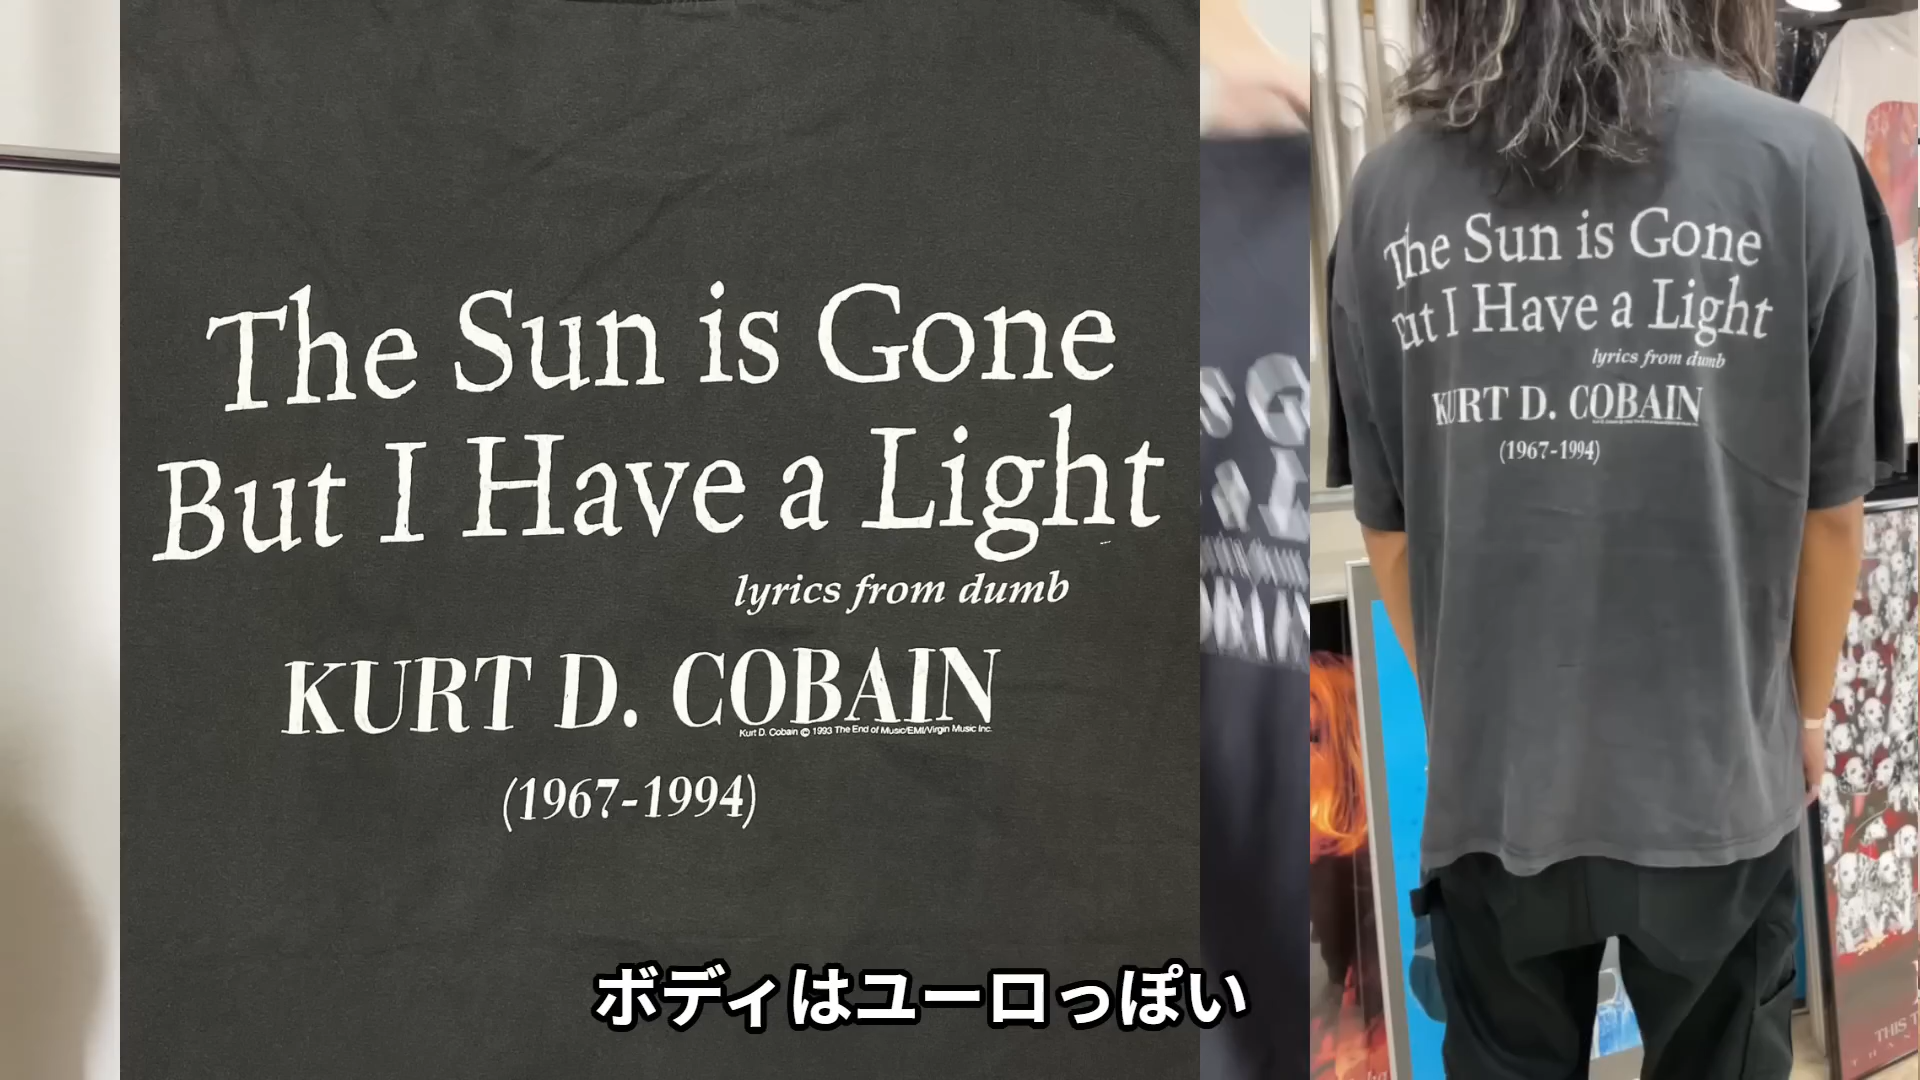 The Sun is Gone
But I Have a Light
lyrics from dumb
KURT D. COBAIN
Kurt D. Cobain © 1993 The End of Music/EMI/Virgin Music Inc.
(1967-1994)
ボディはユーロっぽい
The Sun is Gone
But I Have a Light
lyrics from dumb
KURT D. COBAIN
(1967-1994)
THIS